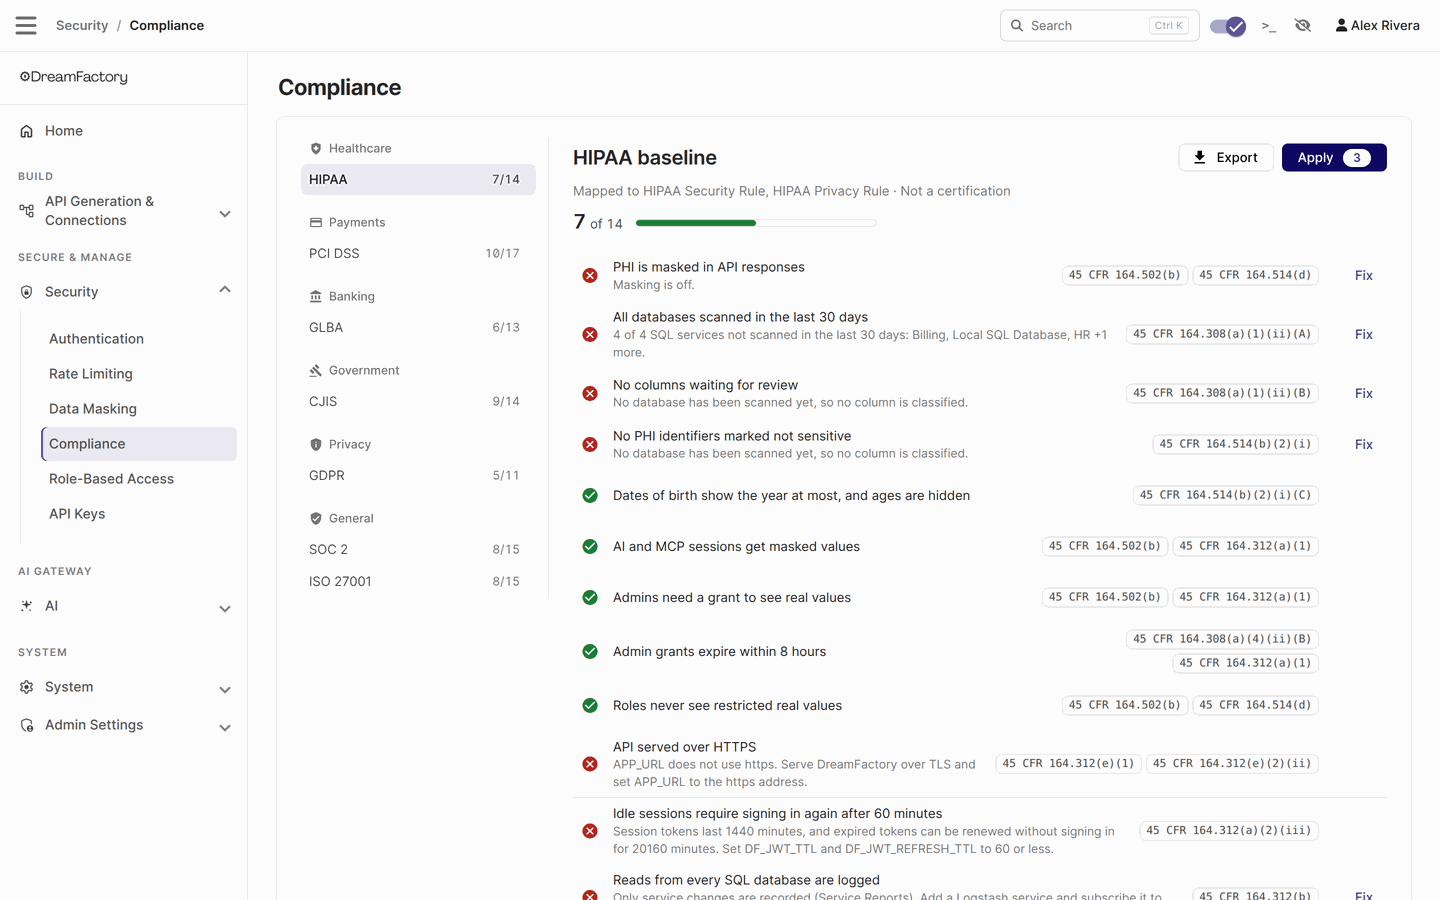 Security / Compliance
Search Ctrl K
>_
Alex Rivera
DreamFactory
Home
BUILD
API Generation &
Connections
SECURE & MANAGE
Security
Authentication
Rate Limiting
Data Masking
Compliance
Role-Based Access
API Keys
AI GATEWAY
AI
SYSTEM
System
Admin Settings
Compliance
Healthcare
HIPAA 7/14
Payments
PCI DSS 10/17
Banking
GLBA 6/13
Government
CJIS 9/14
Privacy
GDPR 5/11
General
SOC 2 8/15
ISO 27001 8/15
HIPAA baseline
Export
Apply 3
Mapped to HIPAA Security Rule, HIPAA Privacy Rule · Not a certification
7 of 14
PHI is masked in API responses
Masking is off.
45 CFR 164.502(b) 45 CFR 164.514(d) Fix
All databases scanned in the last 30 days
4 of 4 SQL services not scanned in the last 30 days: Billing, Local SQL Database, HR +1
more.
45 CFR 164.308(a)(1)(ii)(A) Fix
No columns waiting for review
No database has been scanned yet, so no column is classified.
45 CFR 164.308(a)(1)(ii)(B) Fix
No PHI identifiers marked not sensitive
No database has been scanned yet, so no column is classified.
45 CFR 164.514(b)(2)(i) Fix
Dates of birth show the year at most, and ages are hidden
45 CFR 164.514(b)(2)(i)(C)
AI and MCP sessions get masked values
45 CFR 164.502(b) 45 CFR 164.312(a)(1)
Admins need a grant to see real values
45 CFR 164.502(b) 45 CFR 164.312(a)(1)
Admin grants expire within 8 hours
45 CFR 164.308(a)(4)(ii)(B)
45 CFR 164.312(a)(1)
Roles never see restricted real values
45 CFR 164.502(b) 45 CFR 164.514(d)
API served over HTTPS
APP_URL does not use https. Serve DreamFactory over TLS and
set APP_URL to the https address.
45 CFR 164.312(e)(1) 45 CFR 164.312(e)(2)(ii)
Idle sessions require signing in again after 60 minutes
Session tokens last 1440 minutes, and expired tokens can be renewed without signing in
for 20160 minutes. Set DF_JWT_TTL and DF_JWT_REFRESH_TTL to 60 or less.
45 CFR 164.312(a)(2)(iii)
Reads from every SQL database are logged
Only service changes are recorded (Service Reports). Add a Logstash service and subscribe it to
45 CFR 164.312(b) Fix